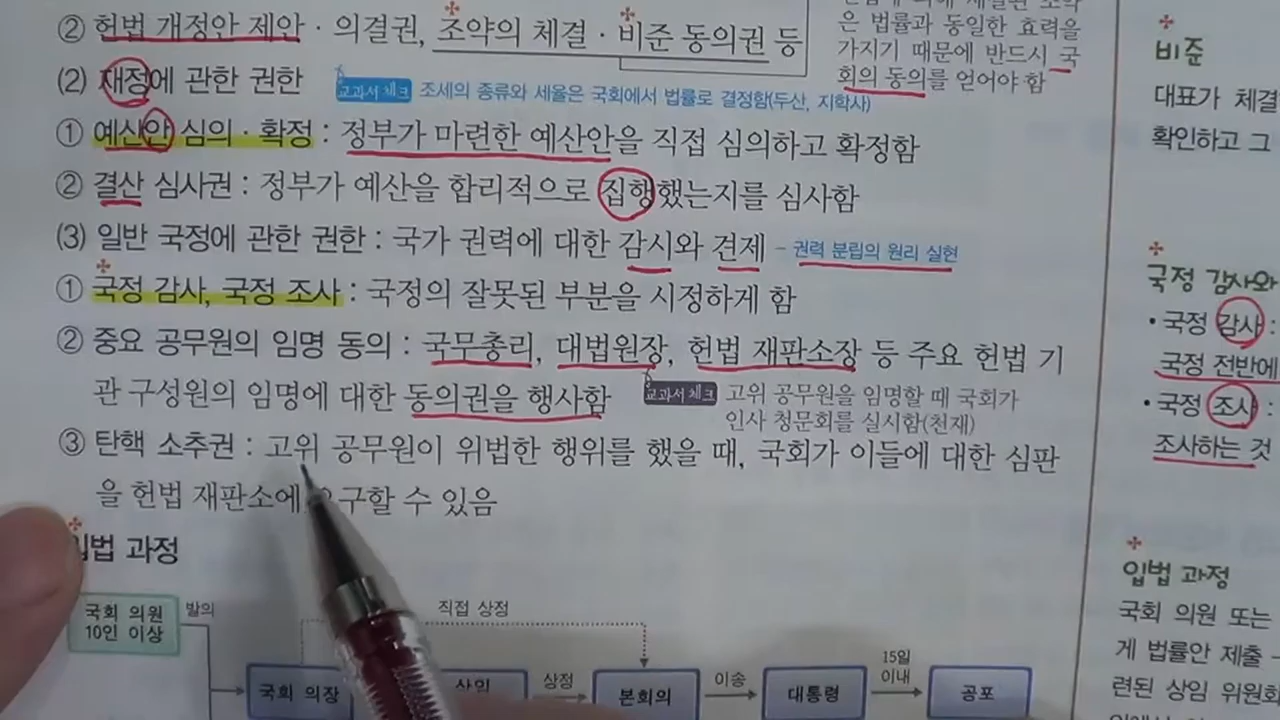 ② 헌법 개정안 제안 · 의결권, 조약의 체결 · 비준 동의권 등
은 법률과 동일한 효력을
가지기 때문에 반드시 국
회의 동의를 얻어야 함
(2) 재정에 관한 권한 교과서 체크 조세의 종류와 세율은 국회에서 법률로 결정함(두산, 지학사)
① 예산안 심의 · 확정 : 정부가 마련한 예산안을 직접 심의하고 확정함
② 결산 심사권 : 정부가 예산을 합리적으로 집행했는지를 심사함
(3) 일반 국정에 관한 권한 : 국가 권력에 대한 감시와 견제 - 권력 분립의 원리 실현
① 국정 감사, 국정 조사 : 국정의 잘못된 부분을 시정하게 함
② 중요 공무원의 임명 동의 : 국무총리, 대법원장, 헌법 재판소장 등 주요 헌법 기
관 구성원의 임명에 대한 동의권을 행사함
교과서 체크 고위 공무원을 임명할 때 국회가
인사 청문회를 실시함(천재)
③ 탄핵 소추권 : 고위 공무원이 위법한 행위를 했을 때, 국회가 이들에 대한 심판
을 헌법 재판소에 요구할 수 있음
입법 과정
국회 의원
10인 이상
발의
직접 상정
국회 의장
상정
본회의
이송
대통령
15일
이내
공포
비준
대표가 체결
확인하고 그
국정 감사와
• 국정 감사 :
국정 전반에
• 국정 조사 :
조사하는 것
입법 과정
국회 의원 또는
게 법률안 제출
련된 상임 위원회